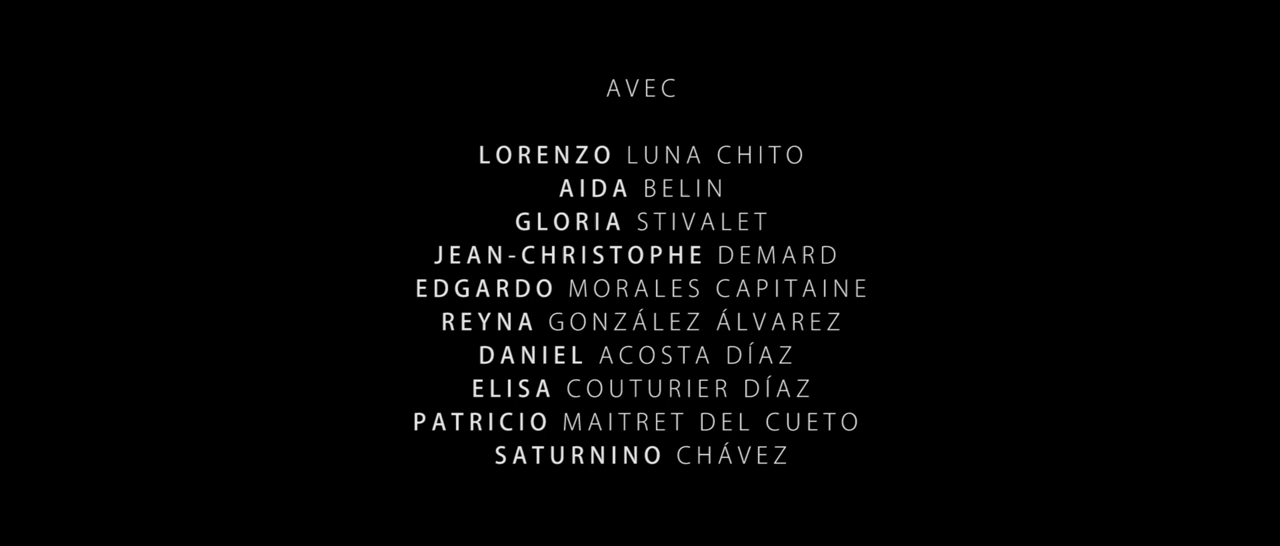 AVEC
LORENZO LUNA CHITO
AIDA BELIN
GLORIA STIVALET
JEAN-CHRISTOPHE DEMARD
EDGARDO MORALES CAPITAINE
REYNA GONZÁLEZ ÁLVAREZ
DANIEL ACOSTA DÍAZ
ELISA COUTURIER DÍAZ
PATRICIO MAITRET DEL CUETO
SATURNINO CHÁVEZ